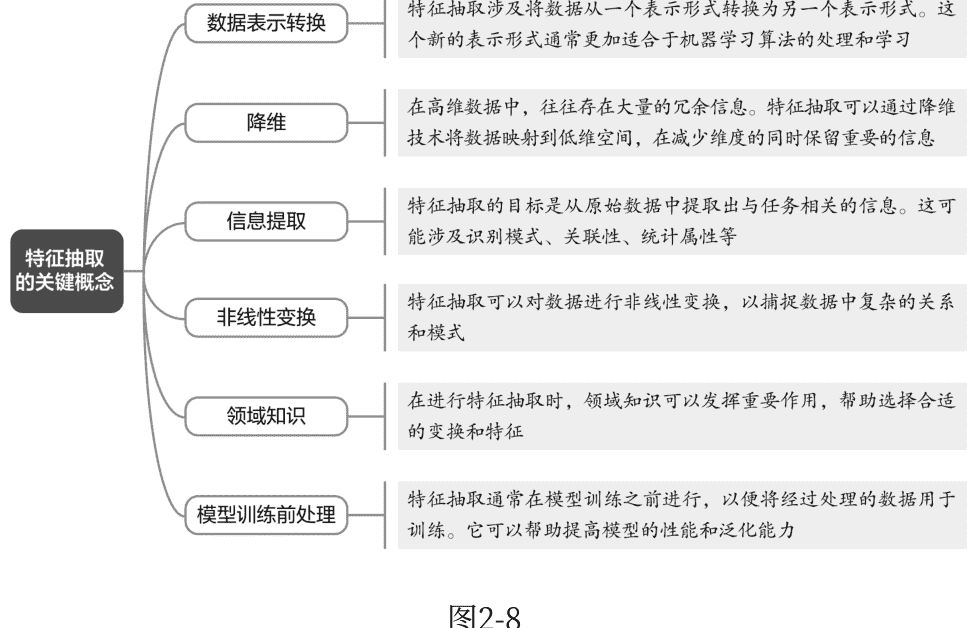 数据表示转换
特征抽取涉及将数据从一个表示形式转换为另一个表示形式。这
个新的表示形式通常更加适合于机器学习算法的处理和学习
降维
在高维数据中，往往存在大量的冗余信息。特征抽取可以通过降维
技术将数据映射到低维空间，在减少维度的同时保留重要的信息
信息提取
特征抽取的目标是从原始数据中提取出与任务相关的信息。这可
能涉及识别模式、关联性、统计属性等
特征抽取
的关键概念
非线性变换
特征抽取可以对数据进行非线性变换，以捕捉数据中复杂的关系
和模式
领域知识
在进行特征抽取时，领域知识可以发挥重要作用，帮助选择合适
的变换和特征
模型训练前处理
特征抽取通常在模型训练之前进行，以便将经过处理的数据用于
训练。它可以帮助提高模型的性能和泛化能力
图2-8